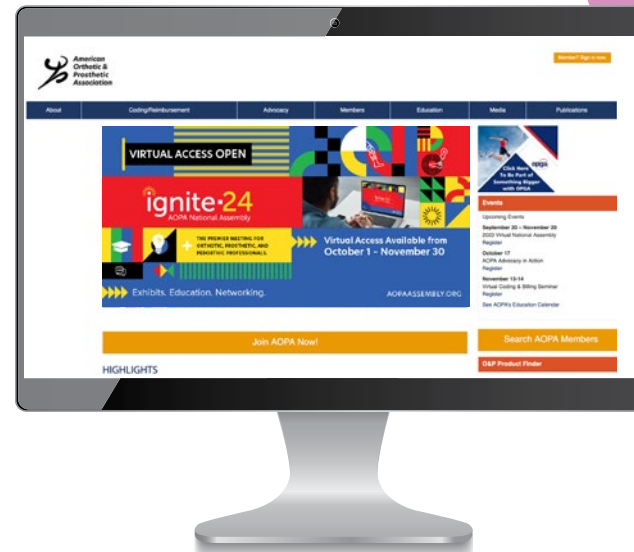 American
Orthotic &
Prosthetic
Association
Member? Sign in now.
About Coding/Reimbursement Advocacy Members Education Media Publications
VIRTUAL ACCESS OPEN
ignite•24
AOPA National Assembly
THE PREMIER MEETING FOR
ORTHOTIC, PROSTHETIC, AND
PEDORTHIC PROFESSIONALS.
Virtual Access Available from
October 1 - November 30
Exhibits. Education. Networking.
AOPAASSEMBLY.ORG
Click Here
To Be Part of
Something Bigger
with OPGA
opga
Events
Upcoming Events
September 20 – November 29
2023 Virtual National Assembly
Register
October 17
AOPA Advocacy in Action
Register
November 13-14
Virtual Coding & Billing Seminar
Register
See AOPA's Education Calendar
Join AOPA Now!
Search AOPA Members
HIGHLIGHTS
O&P Product Finder